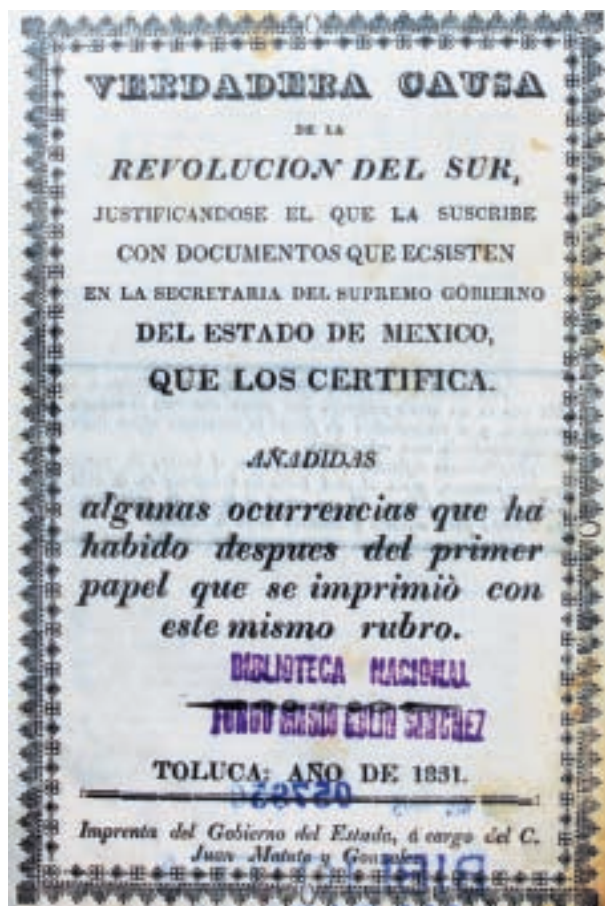 VERDADERA CAUSA
DE LA
REVOLUCION DEL SUR,
JUSTIFICANDOSE EL QUE LA SUSCRIBE
CON DOCUMENTOS QUE ECSISTEN
EN LA SECRETARIA DEL SUPREMO GOBIERNO
DEL ESTADO DE MEXICO,
QUE LOS CERTIFICA.
AÑADIDAS
algunas ocurrencias que ha
habido despues del primer
papel que se imprimiò con
este mismo rubro.
BIBLIOTECA NACIONAL
TOLUCA: AÑO DE 1831.
Imprenta del Gobierno del Estado, á cargo del C.
Juan Matute y Gonzalez.